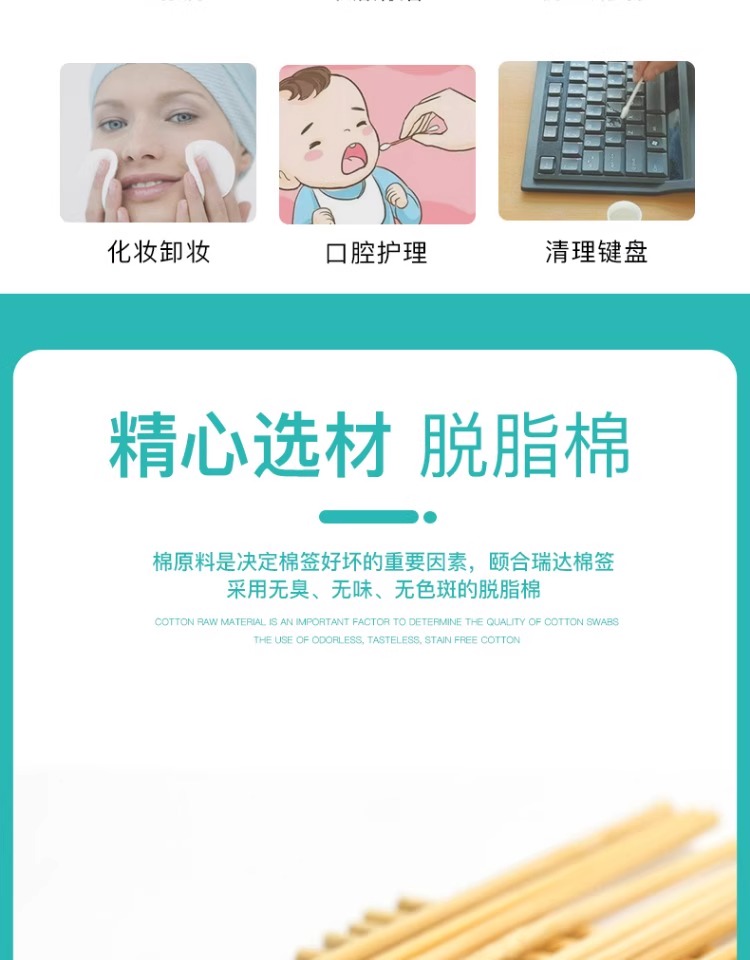 化妆卸妆
口腔护理
清理键盘
精心选材 脱脂棉
棉原料是决定棉签好坏的重要因素，颐合瑞达棉签
采用无臭、无味、无色斑的脱脂棉
COTTON RAW MATERIAL IS AN IMPORTANT FACTOR TO DETERMINE THE QUALITY OF COTTON SWABS
THE USE OF ODORLESS, TASTELESS, STAIN FREE COTTON